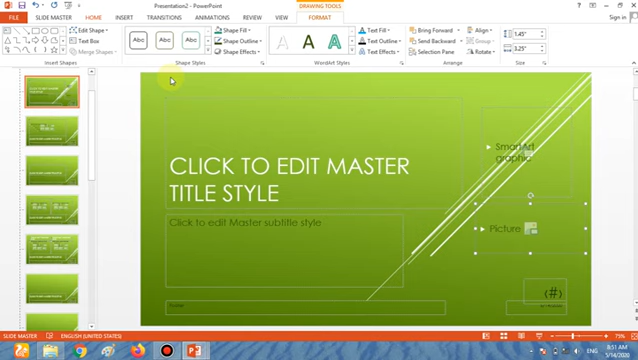 Presentation2 - PowerPoint
DRAWING TOOLS
FILE SLIDE MASTER HOME INSERT TRANSITIONS ANIMATIONS REVIEW VIEW FORMAT
Sign in
Edit Shape
Text Box
Merge Shapes
Insert Shapes
Abc Abc Abc
Shape Fill
Shape Outline
Shape Effects
Shape Styles
A A A
Text Fill
Text Outline
Text Effects
WordArt Styles
Bring Forward
Send Backward
Selection Pane
Align
Group
Rotate
Arrange
1.45"
3.25"
Size
CLICK TO EDIT MASTER
TITLE STYLE
Click to edit Master subtitle style
SmartArt
graphic
Picture
(#)
Footer
SLIDE MASTER
ENGLISH (UNITED STATES)
75%
8:51 AM
5/14/2020